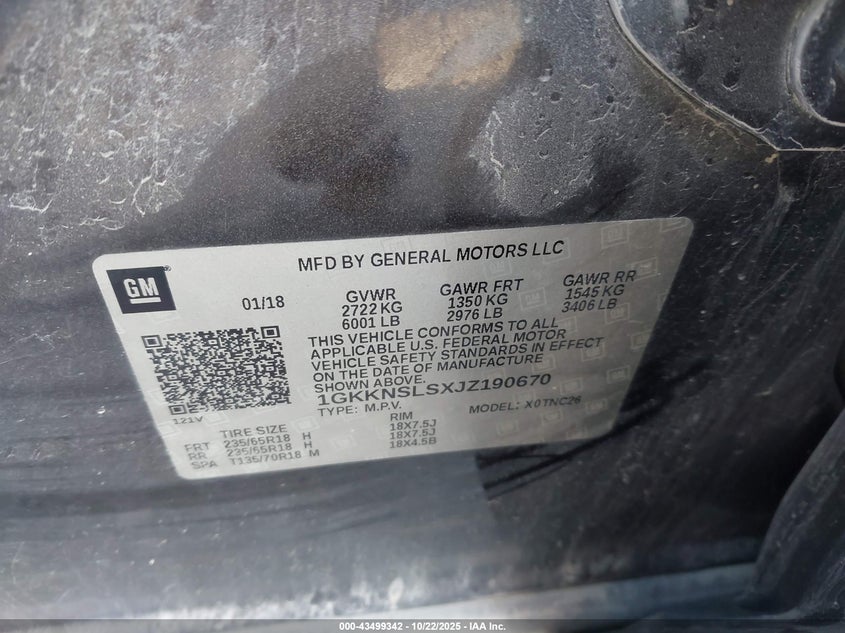 MFD BY GENERAL MOTORS LLC
GM
01/18
GVWR
2722 KG
6001 LB
GAWR FRT
1350 KG
2976 LB
GAWR RR
1545 KG
3406 LB
THIS VEHICLE CONFORMS TO ALL
APPLICABLE U.S. FEDERAL MOTOR
VEHICLE SAFETY STANDARDS IN EFFECT
ON THE DATE OF MANUFACTURE
SHOWN ABOVE.
1GKKNSLSXJZ190670
TYPE: M.P.V. MODEL: X0TNC26
121V
TIRE SIZE RIM
FRT 235/65R18 H 18X7.5J
RR 235/65R18 H 18X7.5J
SPA T135/70R18 M 18X4.5B
000-43499342 - 10/22/2025 - IAA Inc.